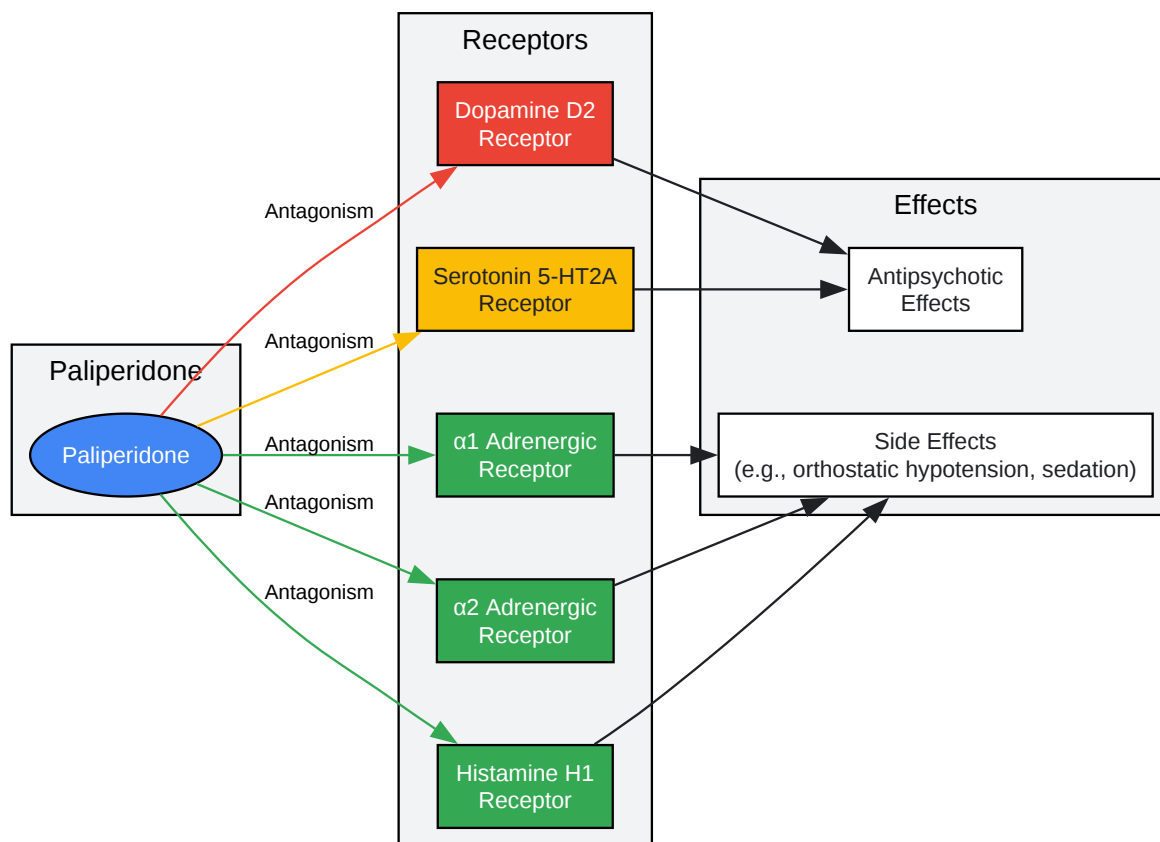 Receptors
Dopamine D2
Receptor
Antagonism
Effects
Serotonin 5-HT2A
Receptor
Antipsychotic
Effects
Antagonism
Paliperidone
Paliperidone
Antagonism
α1 Adrenergic
Receptor
Side Effects
(e.g., orthostatic hypotension, sedation)
Antagonism
α2 Adrenergic
Receptor
Antagonism
Histamine H1
Receptor